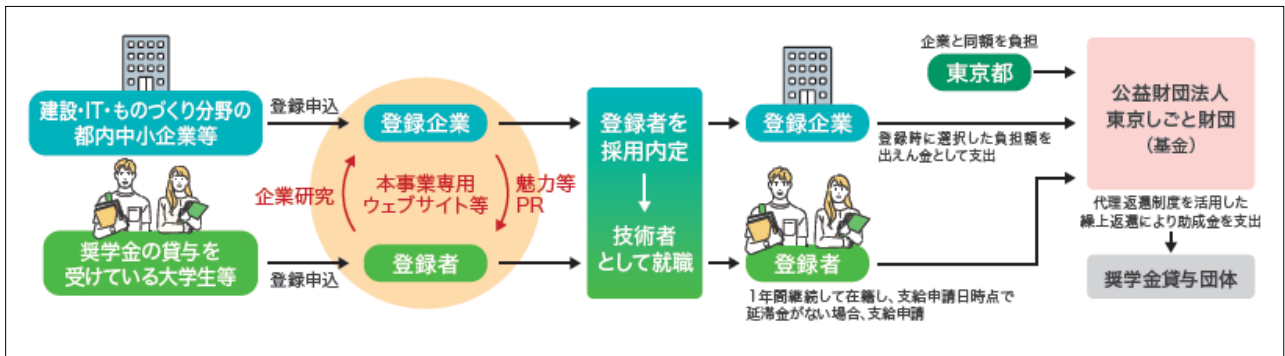 建設・IT・ものづくり分野の
都内中小企業等
登録申込
奨学金の貸与を
受けている大学生等
登録申込
登録企業
企業研究
本事業専用
ウェブサイト等
魅力等
PR
登録者
登録者を
採用内定
技術者
として就職
登録企業
登録時に選択した負担額を
出えん金として支出
登録者
1年間継続して在籍し、支給申請日時点で
延滞金がない場合、支給申請
企業と同額を負担
東京都
公益財団法人
東京しごと財団
（基金）
代理返還制度を活用した
繰上返還により助成金を支出
奨学金貸与団体